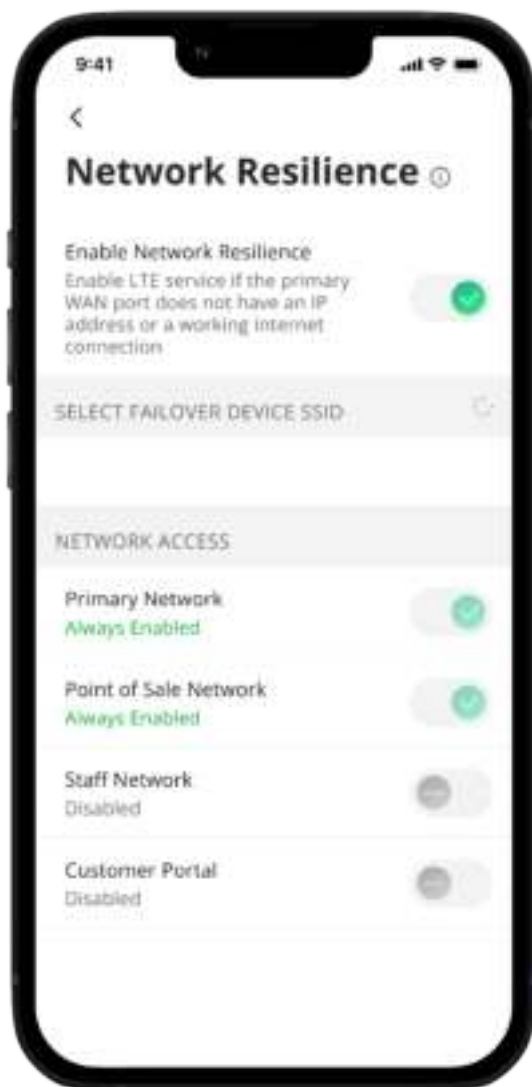 9:41
Network Resilience
Enable Network Resilience
Enable LTE service if the primary
WAN port does not have an IP
address or a working internet
connection
SELECT FAILOVER DEVICE SSID
NETWORK ACCESS
Primary Network
Always Enabled
Point of Sale Network
Always Enabled
Staff Network
Disabled
Customer Portal
Disabled